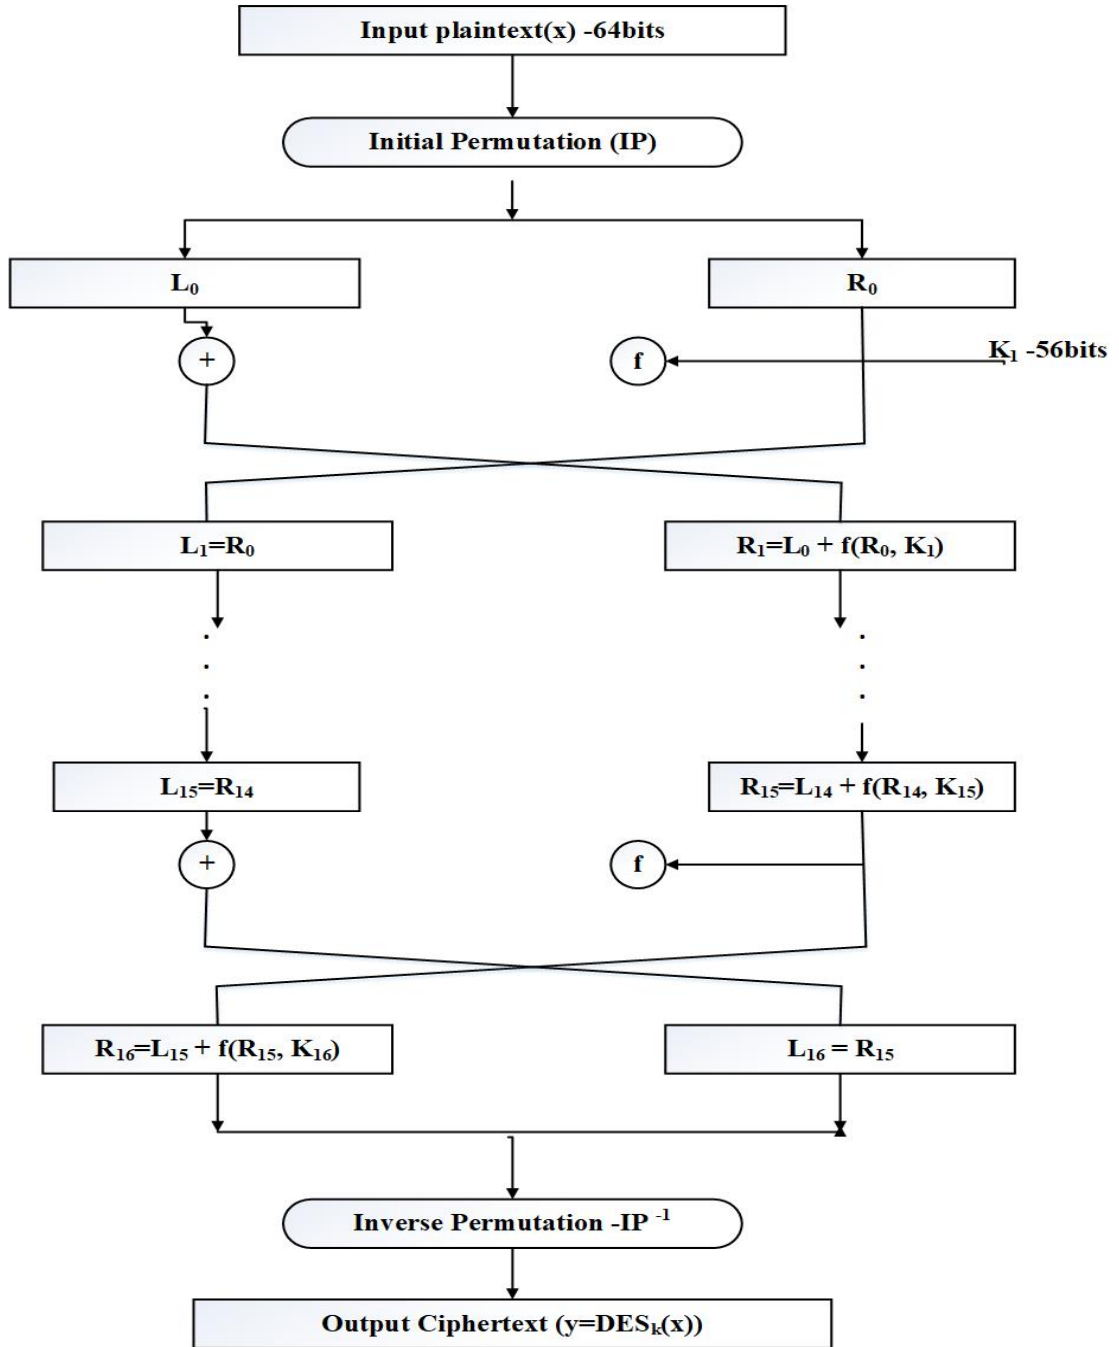 Input plaintext(x) -64bits
Initial Permutation (IP)
L₀
R₀
+
f
K₁ -56bits
L₁=R₀
R₁=L₀ + f(R₀, K₁)
L₁₅=R₁₄
R₁₅=L₁₄ + f(R₁₄, K₁₅)
+
f
R₁₆=L₁₅ + f(R₁₅, K₁₆)
L₁₆ = R₁₅
Inverse Permutation -IP ⁻¹
Output Ciphertext (y=DESₖ(x))